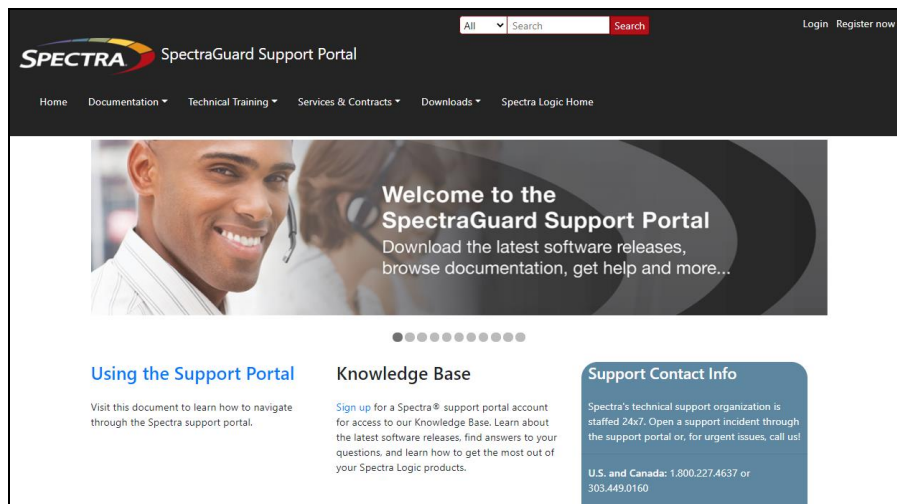 All Search Search Login Register now
SPECTRA SpectraGuard Support Portal
Home Documentation Technical Training Services & Contracts Downloads Spectra Logic Home
Welcome to the
SpectraGuard Support Portal
Download the latest software releases,
browse documentation, get help and more...
Using the Support Portal
Visit this document to learn how to navigate
through the Spectra support portal.
Knowledge Base
Sign up for a Spectra® support portal account
for access to our Knowledge Base. Learn about
the latest software releases, find answers to your
questions, and learn how to get the most out of
your Spectra Logic products.
Support Contact Info
Spectra's technical support organization is
staffed 24x7. Open a support incident through
the support portal or, for urgent issues, call us!
U.S. and Canada: 1.800.227.4637 or
303.449.0160